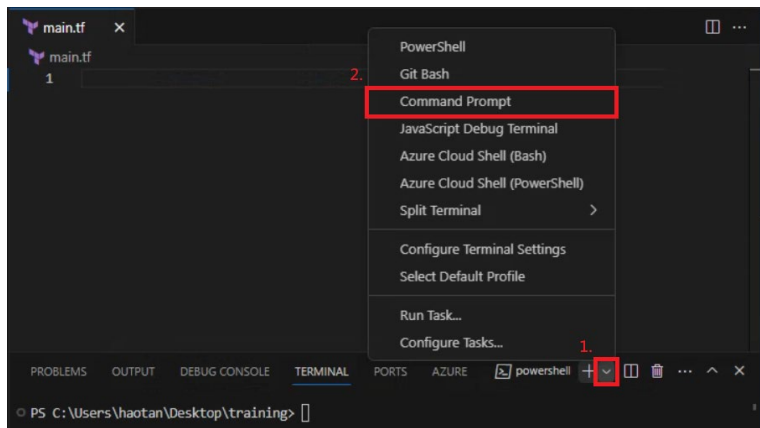 main.tf
main.tf
1
PowerShell
2.
Git Bash
Command Prompt
JavaScript Debug Terminal
Azure Cloud Shell (Bash)
Azure Cloud Shell (PowerShell)
Split Terminal
Configure Terminal Settings
Select Default Profile
Run Task...
Configure Tasks...
1.
PROBLEMS OUTPUT DEBUG CONSOLE TERMINAL PORTS AZURE powershell
PS C:\Users\haotan\Desktop\training>